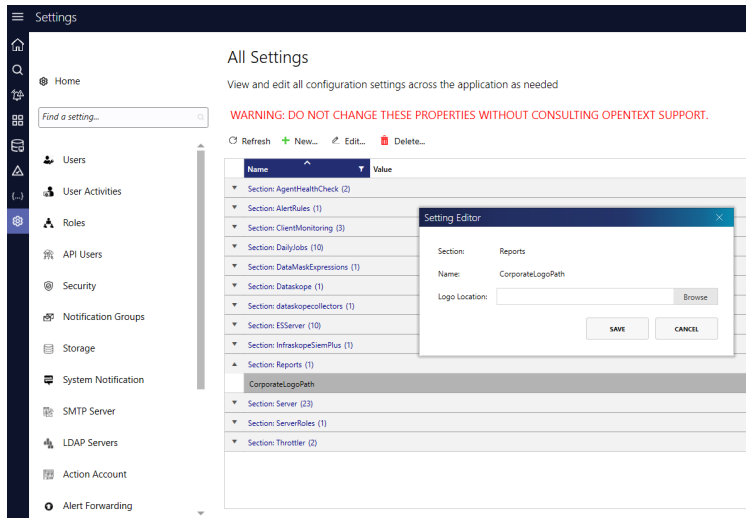 Settings
All Settings
Home
View and edit all configuration settings across the application as needed
Find a setting...
WARNING: DO NOT CHANGE THESE PROPERTIES WITHOUT CONSULTING OPENTEXT SUPPORT.
Refresh New... Edit... Delete...
Users
User Activities
Roles
API Users
Security
Notification Groups
Storage
System Notification
SMTP Server
LDAP Servers
Action Account
Alert Forwarding
Name Value
Section: AgentHealthCheck (2)
Section: AlertRules (1)
Section: ClientMonitoring (3)
Section: DailyJobs (10)
Section: DataMaskExpressions (1)
Section: Dataskope (1)
Section: dataskopecollectors (1)
Section: ESServer (10)
Section: InfraskopeSiemPlus (1)
Section: Reports (1)
CorporateLogoPath
Section: Server (23)
Section: ServerRoles (1)
Section: Throttler (2)
Setting Editor
Section: Reports
Name: CorporateLogoPath
Logo Location: Browse
SAVE CANCEL